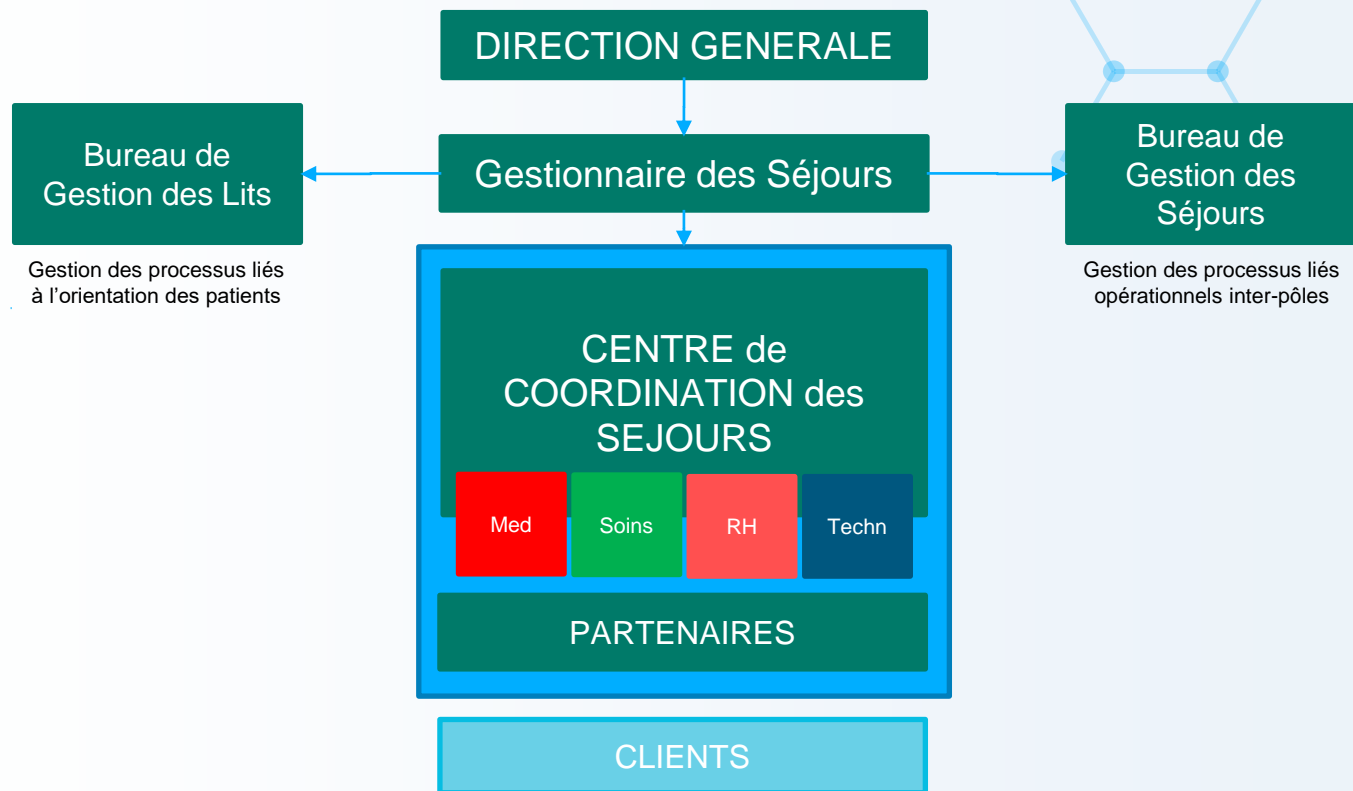 DIRECTION GENERALE
Bureau de
Gestion des Lits
Gestionnaire des Séjours
Bureau de
Gestion des
Séjours
Gestion des processus liés
à l’orientation des patients
Gestion des processus liés
opérationnels inter-pôles
CENTRE de
COORDINATION des
SEJOURS
Med
Soins
RH
Techn
PARTENAIRES
CLIENTS